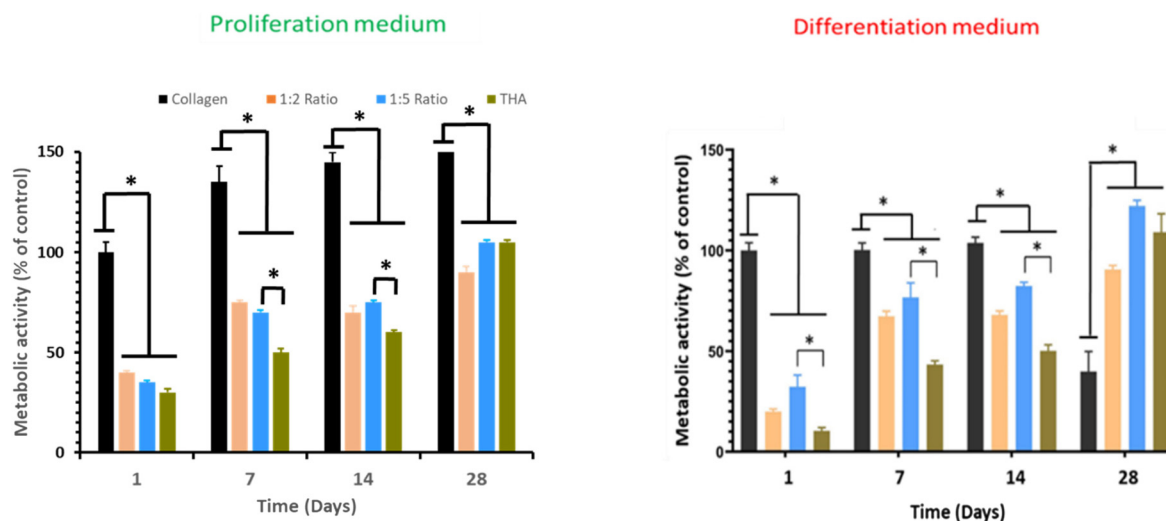 Proliferation medium
Collagen 1:2 Ratio 1:5 Ratio THA
Metabolic activity (% of control)
150
100
50
0
* * * * * *
1 7 14 28
Time (Days)
Differentiation medium
Metabolic activity (% of control)
150
100
50
0
* * * * * * *
1 7 14 28
Time (Days)